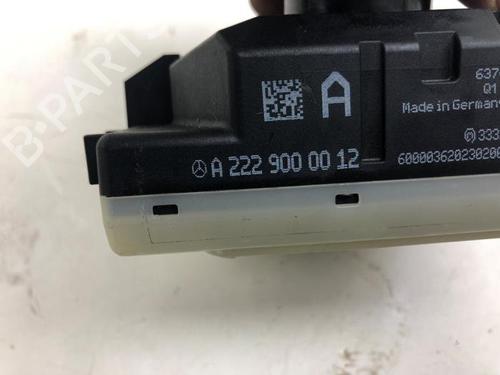 B-PARTS
A
637
Q1
Made in German
333
A 222 900 00 12
600003620230200